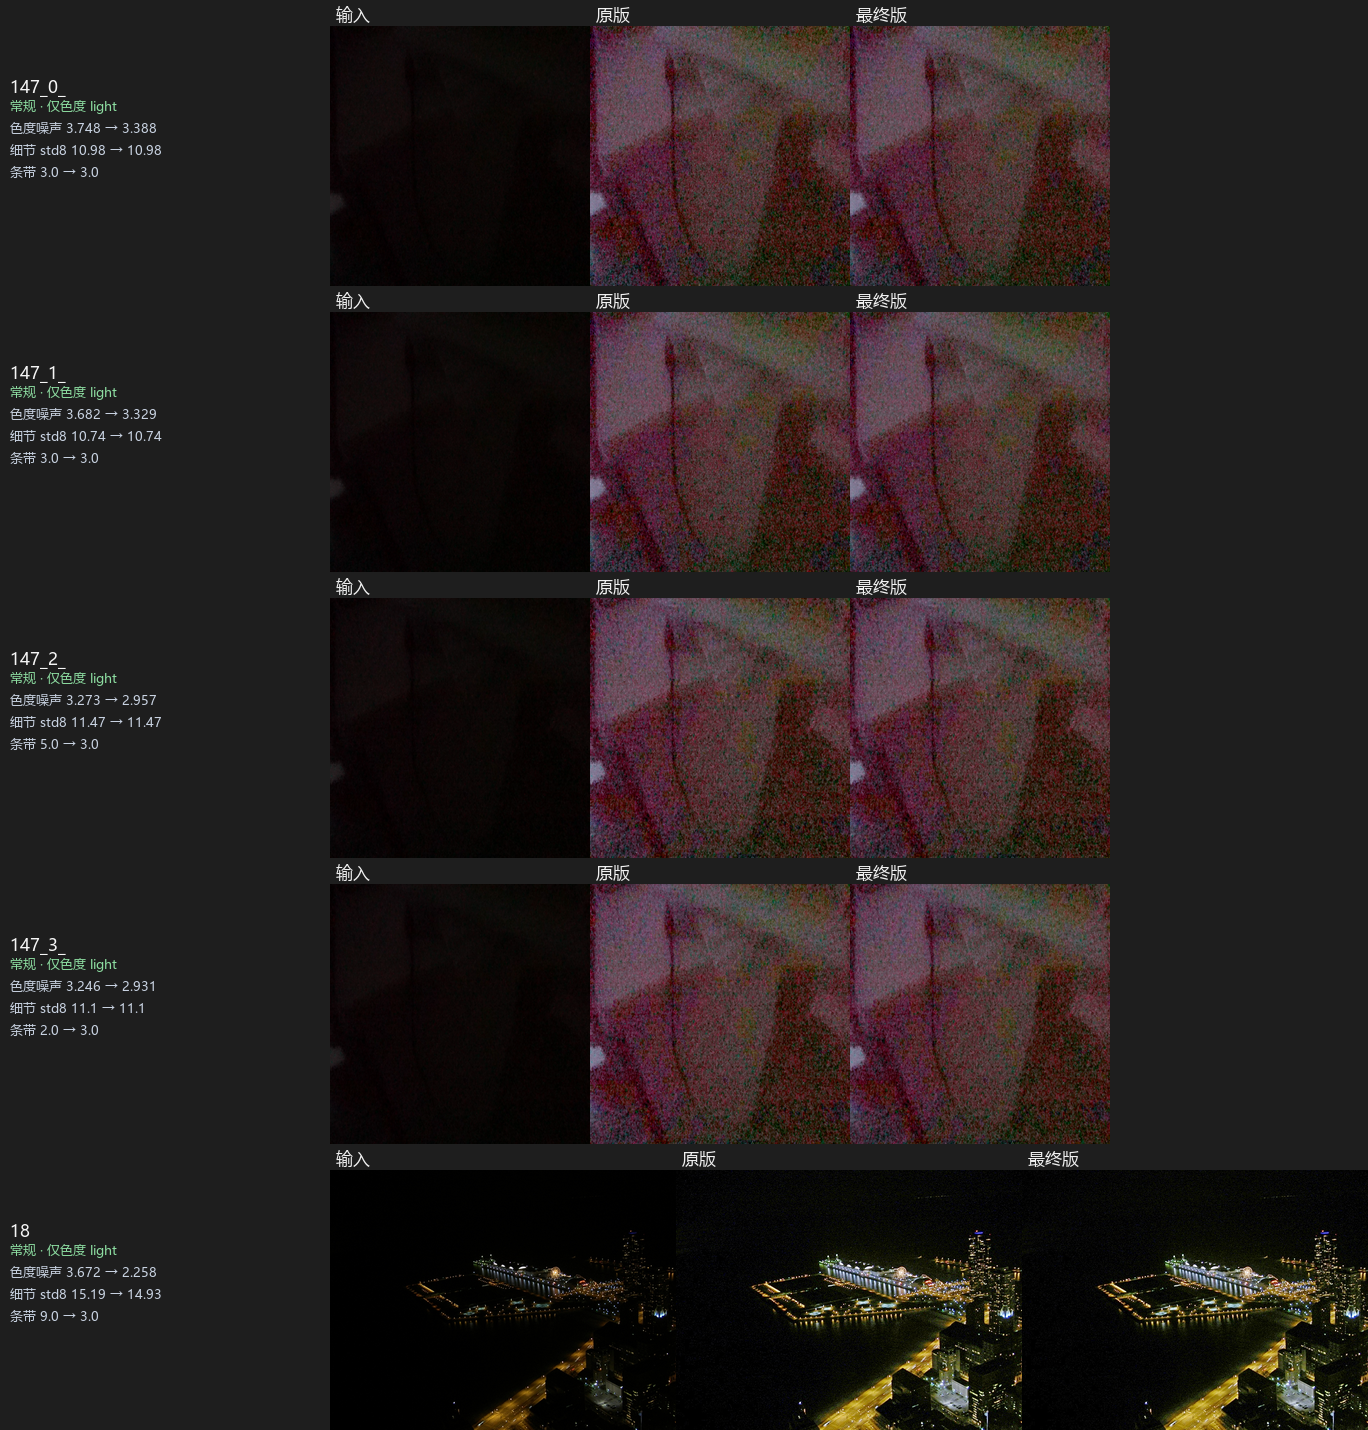 输入 原版 最终版
147_0_
常规 · 仅色度 light
色度噪声 3.748 → 3.388
细节 std8 10.98 → 10.98
条带 3.0 → 3.0
输入 原版 最终版
147_1_
常规 · 仅色度 light
色度噪声 3.682 → 3.329
细节 std8 10.74 → 10.74
条带 3.0 → 3.0
输入 原版 最终版
147_2_
常规 · 仅色度 light
色度噪声 3.273 → 2.957
细节 std8 11.47 → 11.47
条带 5.0 → 3.0
输入 原版 最终版
147_3_
常规 · 仅色度 light
色度噪声 3.246 → 2.931
细节 std8 11.1 → 11.1
条带 2.0 → 3.0
输入 原版 最终版
18
常规 · 仅色度 light
色度噪声 3.672 → 2.258
细节 std8 15.19 → 14.93
条带 9.0 → 3.0